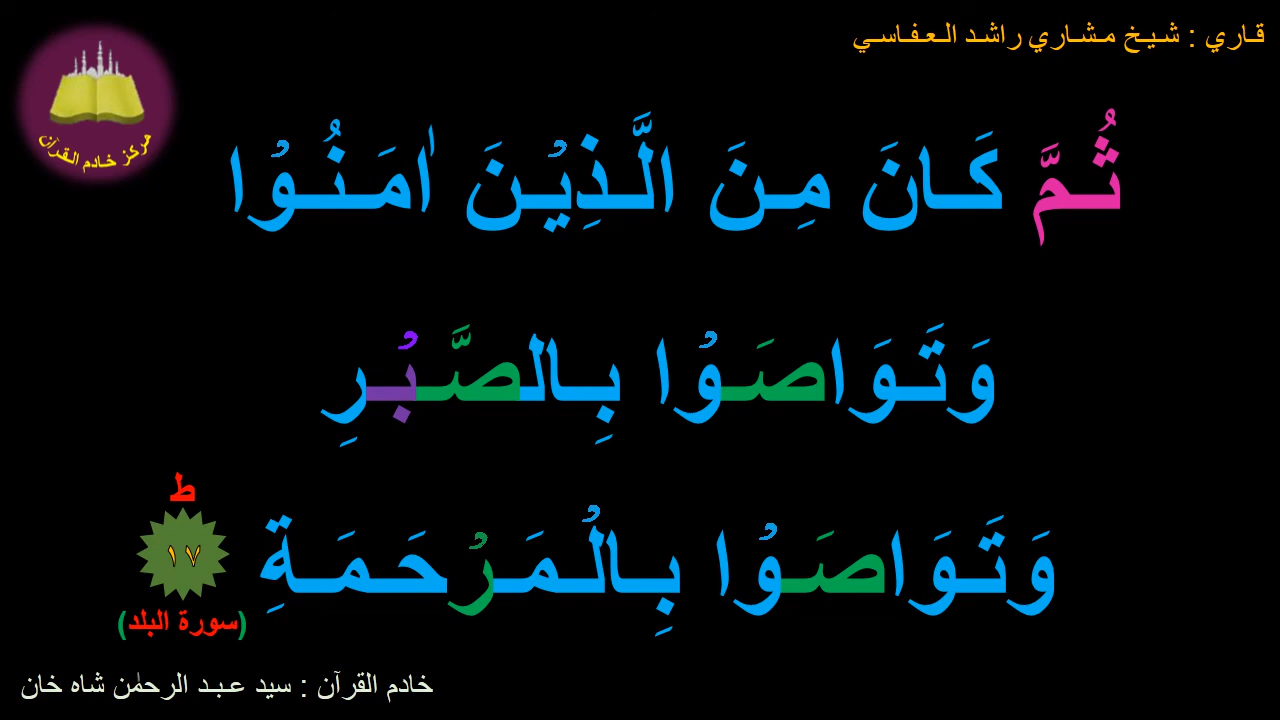 قاري : شيخ مشاري راشد العفاسي
مركز خادم القرآن
ثُمَّ كَانَ مِنَ الَّذِيْنَ اٰمَنُوْا
وَتَوَاصَوْا بِالصَّبْرِ
وَتَوَاصَوْا بِالْمَرْحَمَةِ ط ١٧
(سورة البلد)
خادم القرآن : سيد عبد الرحمٰن شاه خان